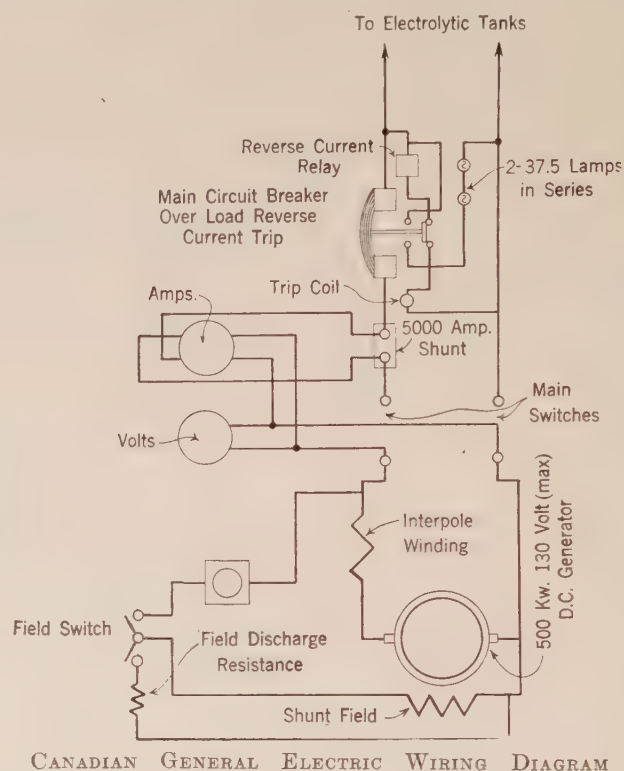 To Electrolytic Tanks
Reverse Current
Relay
2-37.5 Lamps
in Series
Main Circuit Breaker
Over Load Reverse
Current Trip
Trip Coil
Amps.
5000 Amp.
Shunt
Main
Switches
Volts
Interpole
Winding
500 Kw. 130 Volt (max)
D.C. Generator
Field Switch
Field Discharge
Resistance
Shunt Field
CANADIAN GENERAL ELECTRIC WIRING DIAGRAM